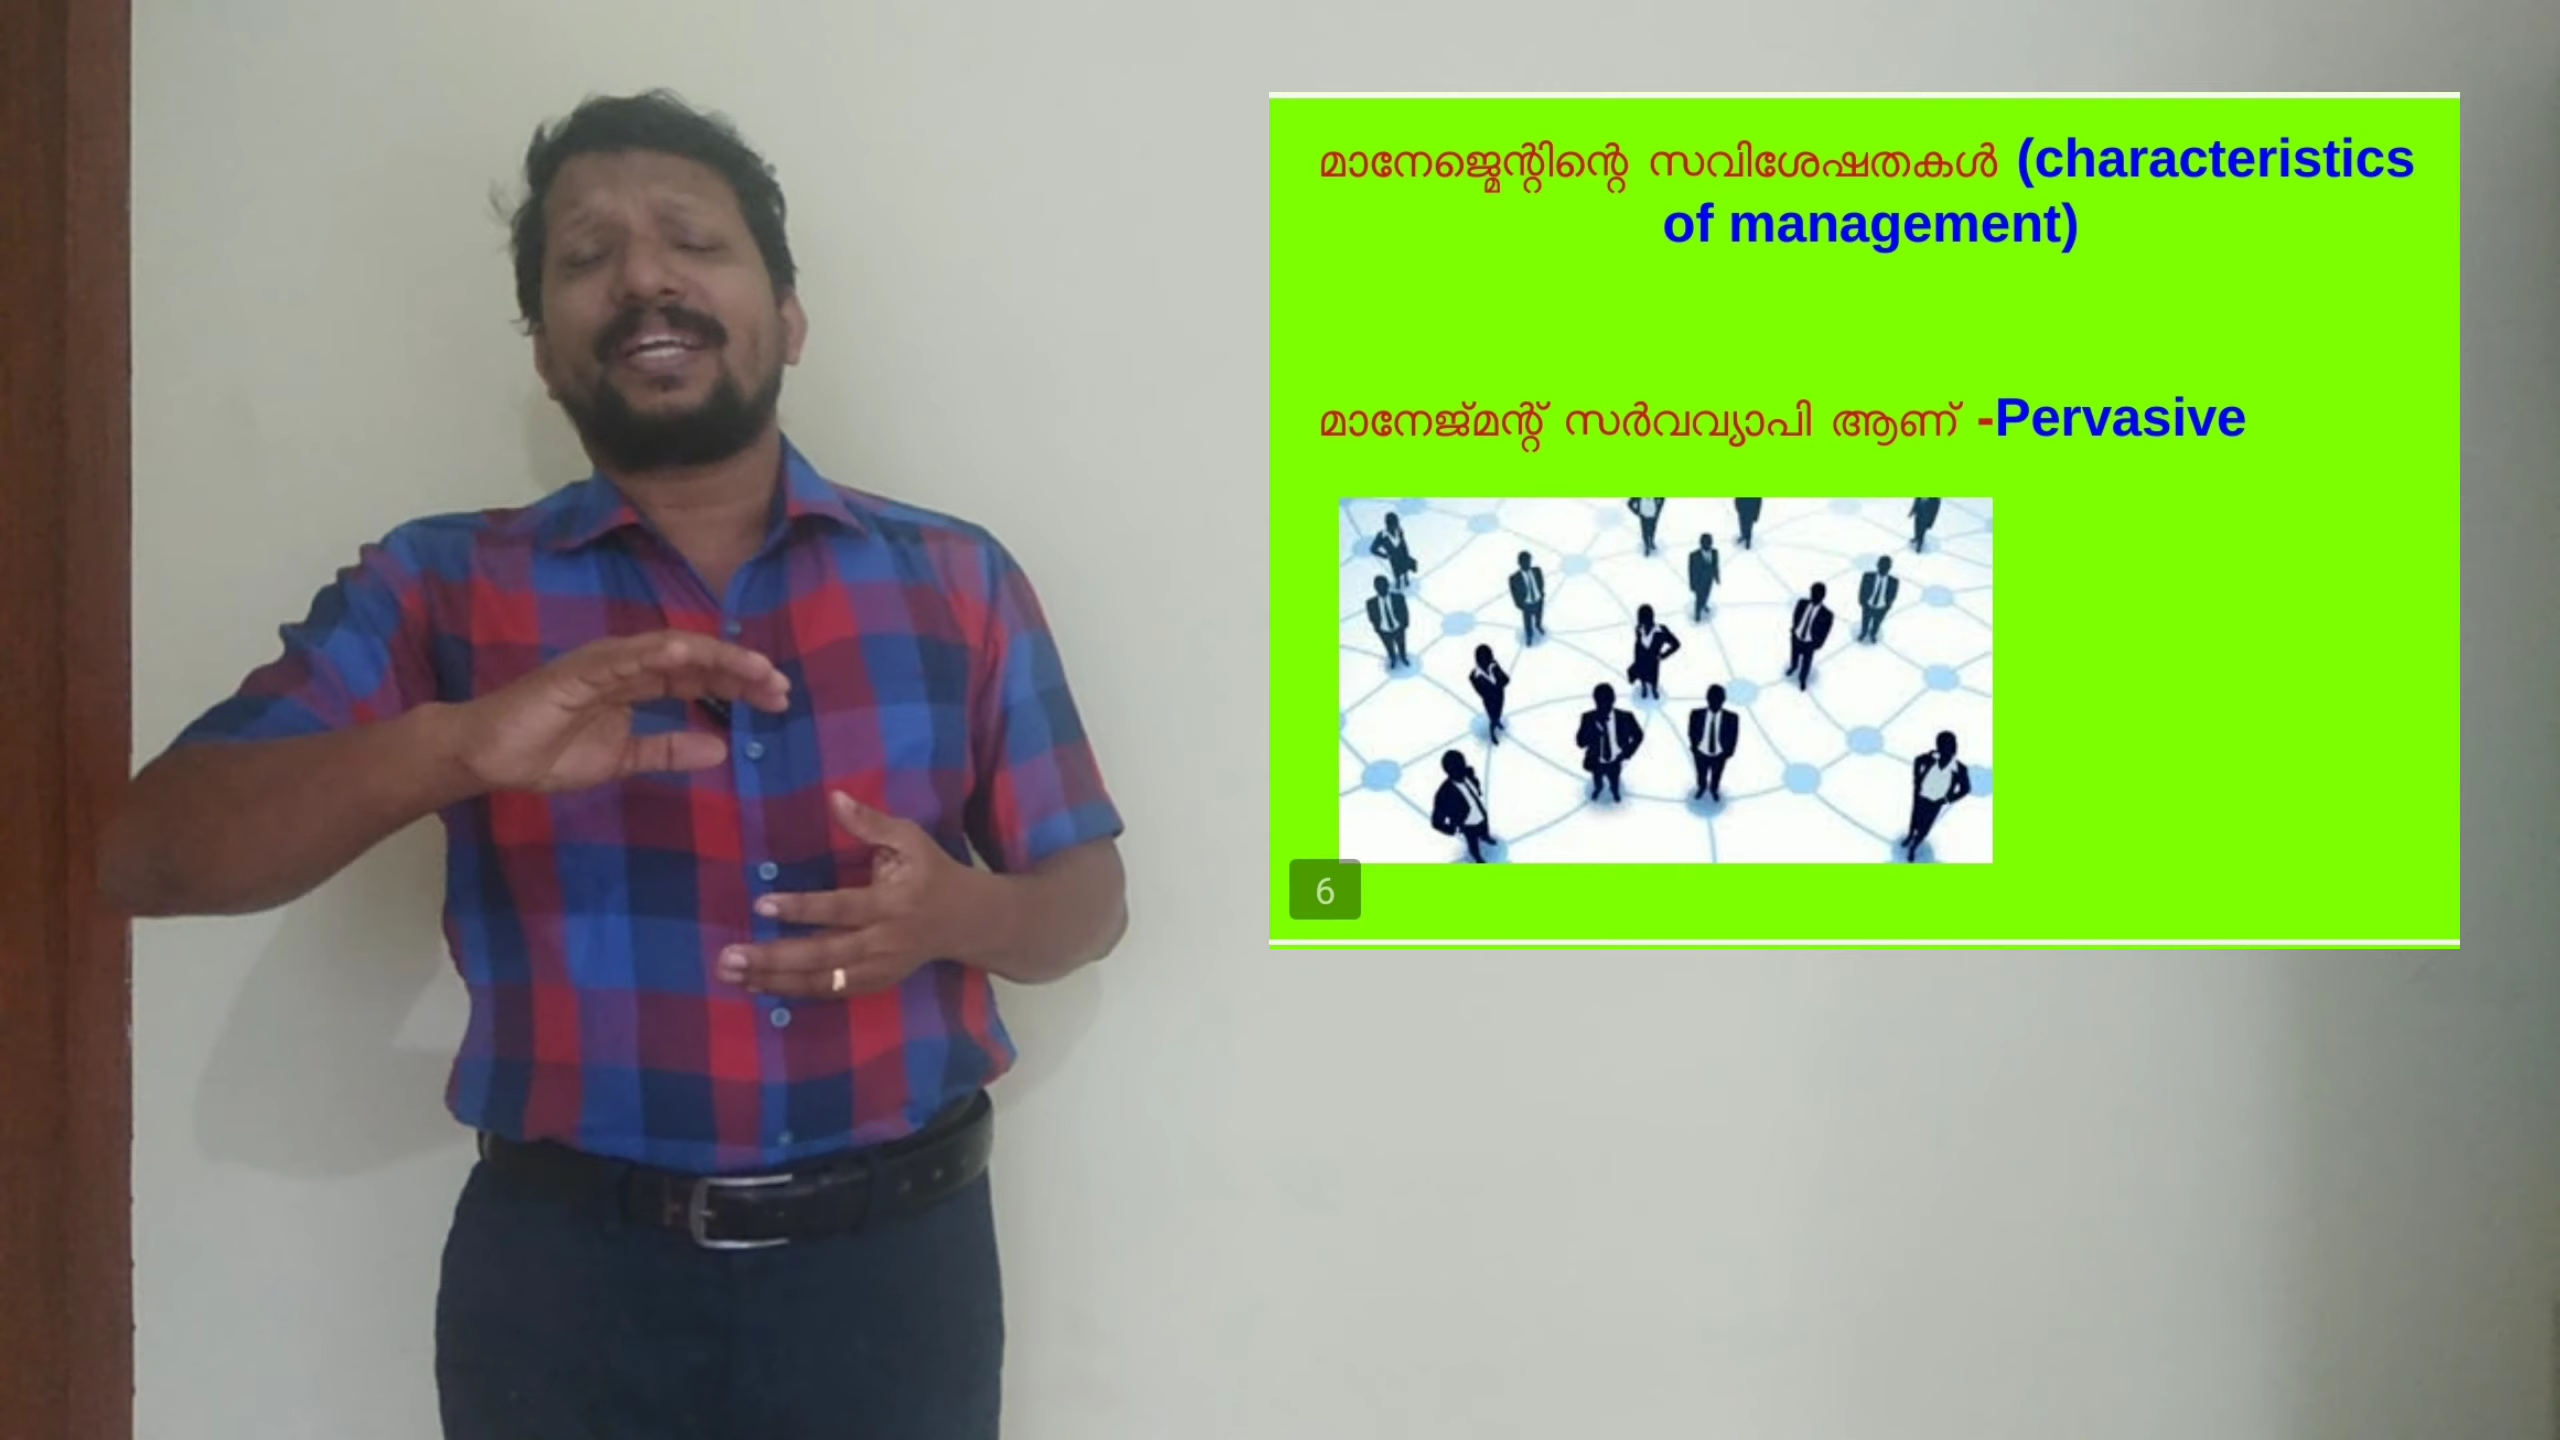 മാനേജ്മെന്റിന്റെ സവിശേഷതകൾ (characteristics
of management)
മാനേജ്മന്റ് സർവവ്യാപി ആണ് -Pervasive
6